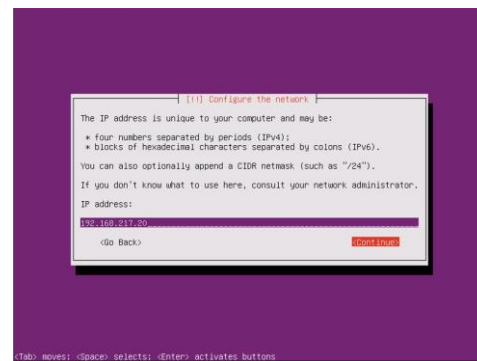 [!!] Configure the network
The IP address is unique to your computer and may be:
* four numbers separated by periods (IPv4);
* blocks of hexadecimal characters separated by colons (IPv6).
You can also optionally append a CIDR netmask (such as "/24").
If you don't know what to use here, consult your network administrator.
IP address:
192.168.217.20
<Go Back> <Continue>
<Tab> moves; <Space> selects; <Enter> activates buttons